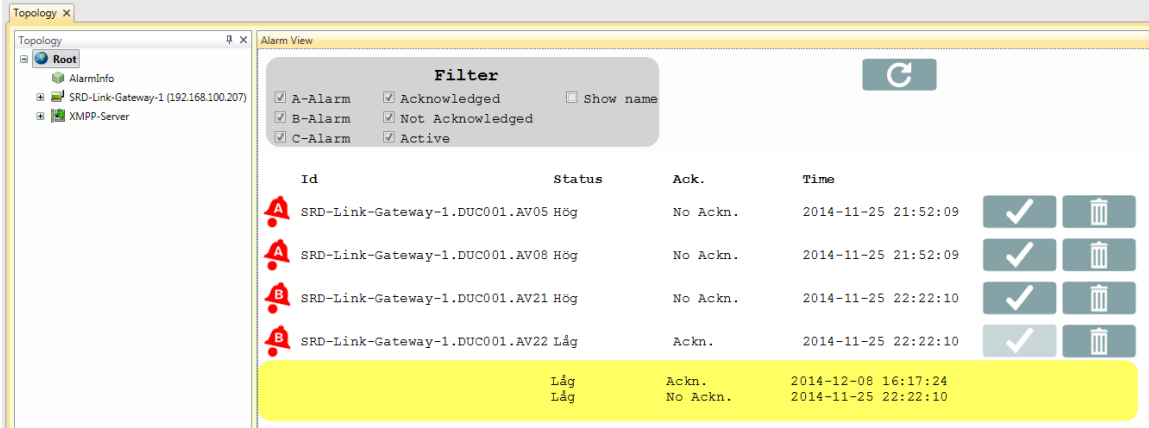 Topology X
Topology
Root
AlarmInfo
SRD-Link-Gateway-1 (192.168.100.207)
XMPP-Server
Alarm View
Filter
A-Alarm Acknowledged Show name
B-Alarm Not Acknowledged
C-Alarm Active
Id Status Ack. Time
A SRD-Link-Gateway-1.DUC001.AV05 Hög No Ackn. 2014-11-25 21:52:09
A SRD-Link-Gateway-1.DUC001.AV08 Hög No Ackn. 2014-11-25 21:52:09
B SRD-Link-Gateway-1.DUC001.AV21 Hög No Ackn. 2014-11-25 22:22:10
B SRD-Link-Gateway-1.DUC001.AV22 Låg Ackn. 2014-11-25 22:22:10
Låg Ackn. 2014-12-08 16:17:24
Låg No Ackn. 2014-11-25 22:22:10